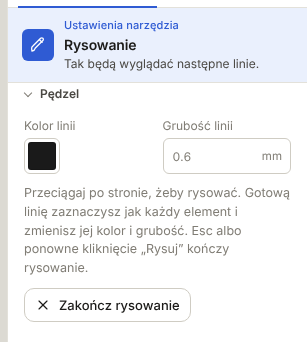 Ustawienia narzędzia
Rysowanie
Tak będą wyglądać następne linie.
Pędzel
Kolor linii
Grubość linii
0.6 mm
Przeciągaj po stronie, żeby rysować. Gotową
linię zaznaczysz jak każdy element i
zmienisz jej kolor i grubość. Esc albo
ponowne kliknięcie „Rysuj” kończy
rysowanie.
Zakończ rysowanie